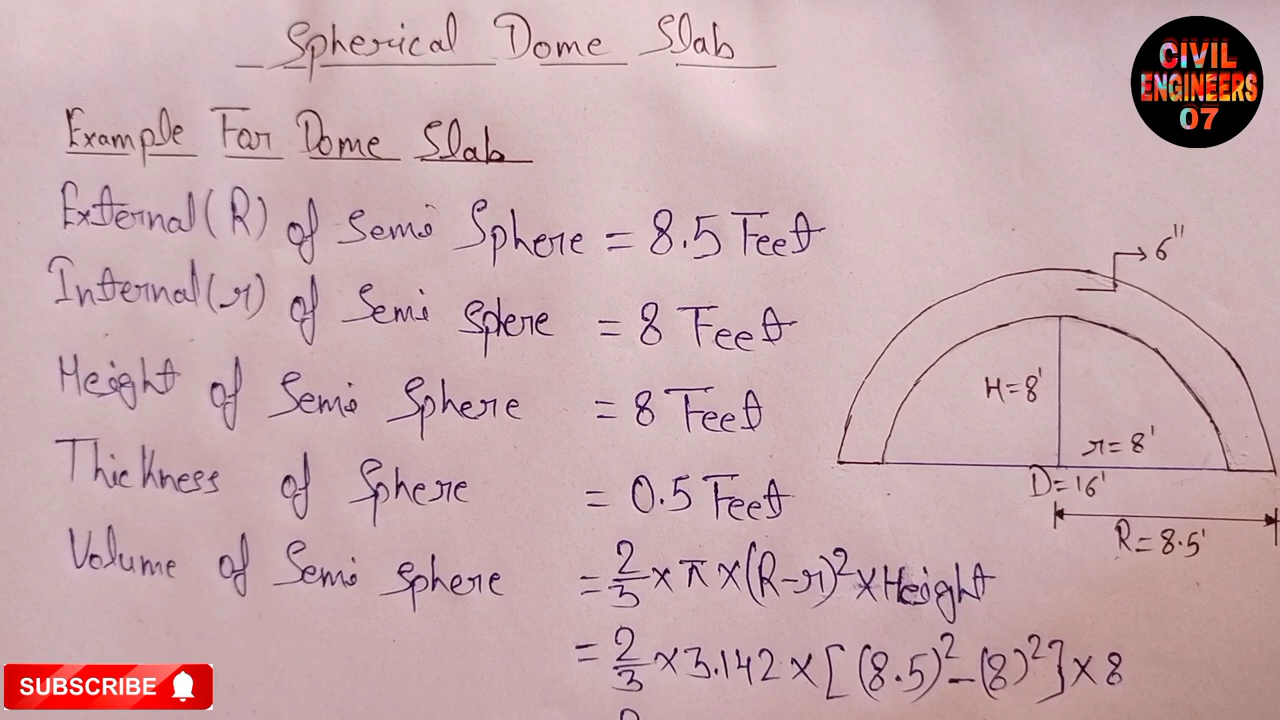 Spherical Dome Slab
CIVIL
ENGINEERS
07
Example For Dome Slab
External(R) of Semi Sphere = 8.5 Feet
Internal(r) of Semi Sphere = 8 Feet
Height of Semi Sphere = 8 Feet
Thickness of Sphere = 0.5 Feet
Volume of Semi Sphere = 2/3 × π × (R-r)² × Height
= 2/3 × 3.142 × [(8.5)² - (8)²] × 8
6"
H=8'
r=8'
D=16'
R=8.5'
SUBSCRIBE